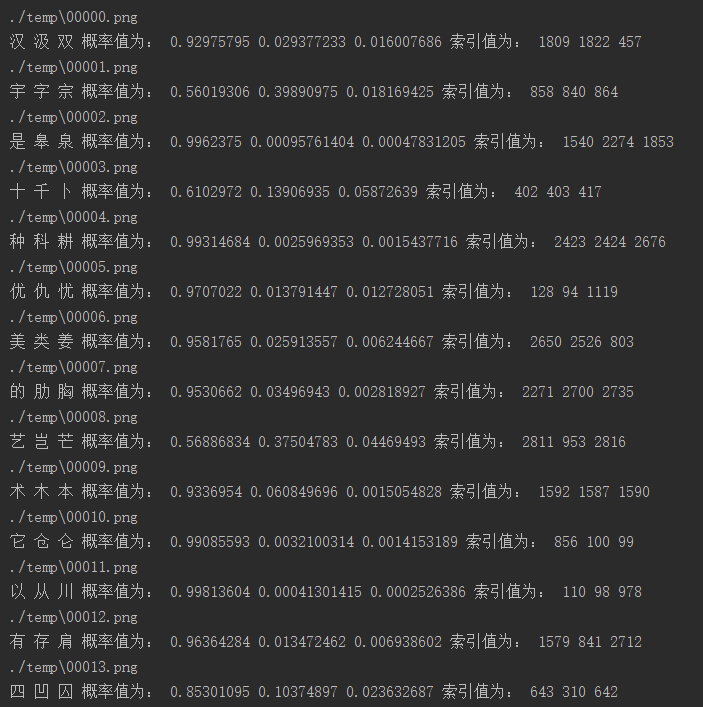 ./temp\00000.png
汉 汲 双 概率值为： 0.92975795 0.029377233 0.016007686 索引值为： 1809 1822 457
./temp\00001.png
宇 字 宗 概率值为： 0.56019306 0.39890975 0.018169425 索引值为： 858 840 864
./temp\00002.png
是 皋 泉 概率值为： 0.9962375 0.00095761404 0.00047831205 索引值为： 1540 2274 1853
./temp\00003.png
十 千 卜 概率值为： 0.6102972 0.13906935 0.05872639 索引值为： 402 403 417
./temp\00004.png
种 科 耕 概率值为： 0.99314684 0.0025969353 0.0015437716 索引值为： 2423 2424 2676
./temp\00005.png
优 仇 忧 概率值为： 0.9707022 0.013791447 0.012728051 索引值为： 128 94 1119
./temp\00006.png
美 类 姜 概率值为： 0.9581765 0.025913557 0.006244667 索引值为： 2650 2526 803
./temp\00007.png
的 肋 胸 概率值为： 0.9530662 0.03496943 0.002818927 索引值为： 2271 2700 2735
./temp\00008.png
艺 岂 芒 概率值为： 0.56886834 0.37504783 0.04469493 索引值为： 2811 953 2816
./temp\00009.png
术 木 本 概率值为： 0.9336954 0.060849696 0.0015054828 索引值为： 1592 1587 1590
./temp\00010.png
它 仓 仑 概率值为： 0.99085593 0.0032100314 0.0014153189 索引值为： 856 100 99
./temp\00011.png
以 从 川 概率值为： 0.99813604 0.00041301415 0.0002526386 索引值为： 110 98 978
./temp\00012.png
有 存 肩 概率值为： 0.96364284 0.013472462 0.006938602 索引值为： 1579 841 2712
./temp\00013.png
四 凹 囚 概率值为： 0.85301095 0.10374897 0.023632687 索引值为： 643 310 642